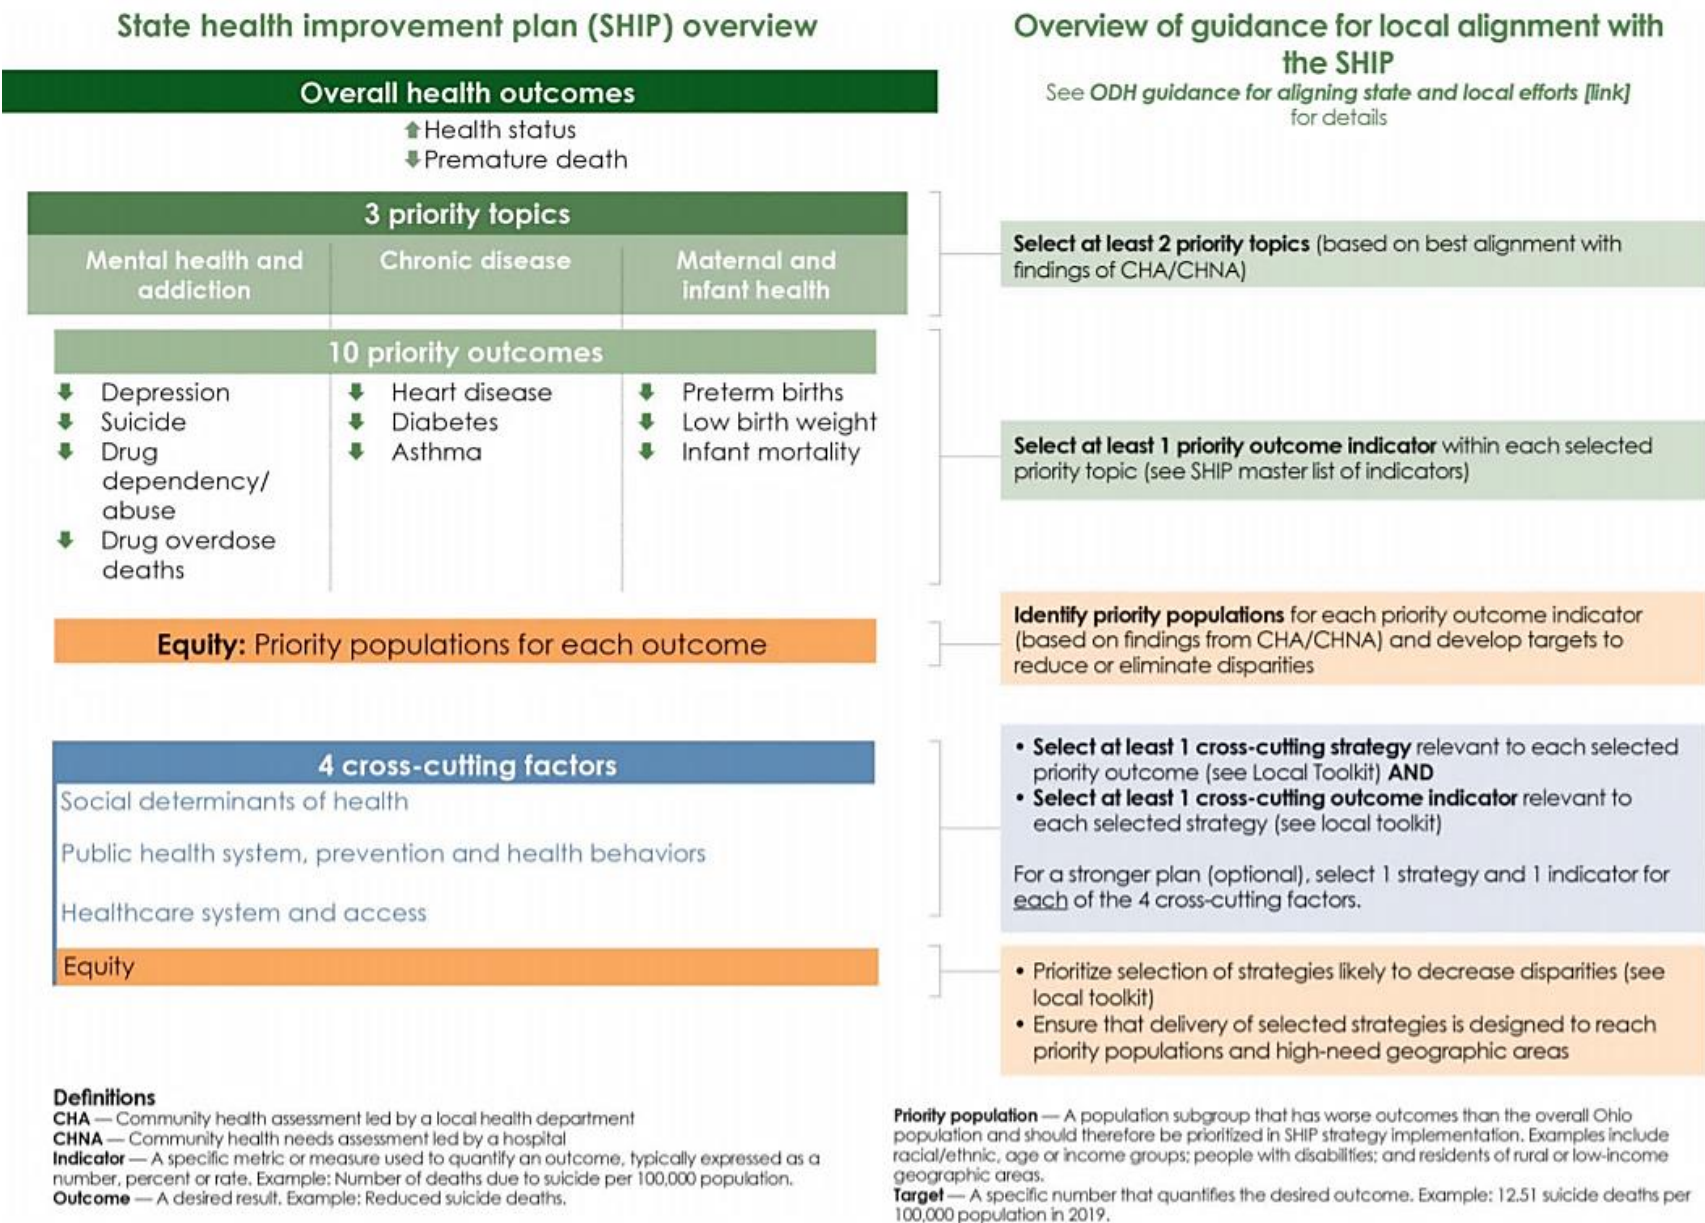 State health improvement plan (SHIP) overview
Overall health outcomes
Health status
Premature death
3 priority topics
Mental health and
addiction
Chronic disease
Maternal and
infant health
10 priority outcomes
Depression
Suicide
Drug
dependency/
abuse
Drug overdose
deaths
Heart disease
Diabetes
Asthma
Preterm births
Low birth weight
Infant mortality
Equity: Priority populations for each outcome
4 cross-cutting factors
Social determinants of health
Public health system, prevention and health behaviors
Healthcare system and access
Equity
Overview of guidance for local alignment with
the SHIP
See ODH guidance for aligning state and local efforts [link]
for details
Select at least 2 priority topics (based on best alignment with
findings of CHA/CHNA)
Select at least 1 priority outcome indicator within each selected
priority topic (see SHIP master list of indicators)
Identify priority populations for each priority outcome indicator
(based on findings from CHA/CHNA) and develop targets to
reduce or eliminate disparities
• Select at least 1 cross-cutting strategy relevant to each selected
priority outcome (see Local Toolkit) AND
• Select at least 1 cross-cutting outcome indicator relevant to
each selected strategy (see local toolkit)
For a stronger plan (optional), select 1 strategy and 1 indicator for
each of the 4 cross-cutting factors.
• Prioritize selection of strategies likely to decrease disparities (see
local toolkit)
• Ensure that delivery of selected strategies is designed to reach
priority populations and high-need geographic areas
Definitions
CHA — Community health assessment led by a local health department
CHNA — Community health needs assessment led by a hospital
Indicator — A specific metric or measure used to quantify an outcome, typically expressed as a
number, percent or rate. Example: Number of deaths due to suicide per 100,000 population.
Outcome — A desired result. Example: Reduced suicide deaths.
Priority population — A population subgroup that has worse outcomes than the overall Ohio
population and should therefore be prioritized in SHIP strategy implementation. Examples include
racial/ethnic, age or income groups; people with disabilities; and residents of rural or low-income
geographic areas.
Target — A specific number that quantifies the desired outcome. Example: 12.51 suicide deaths per
100,000 population in 2019.